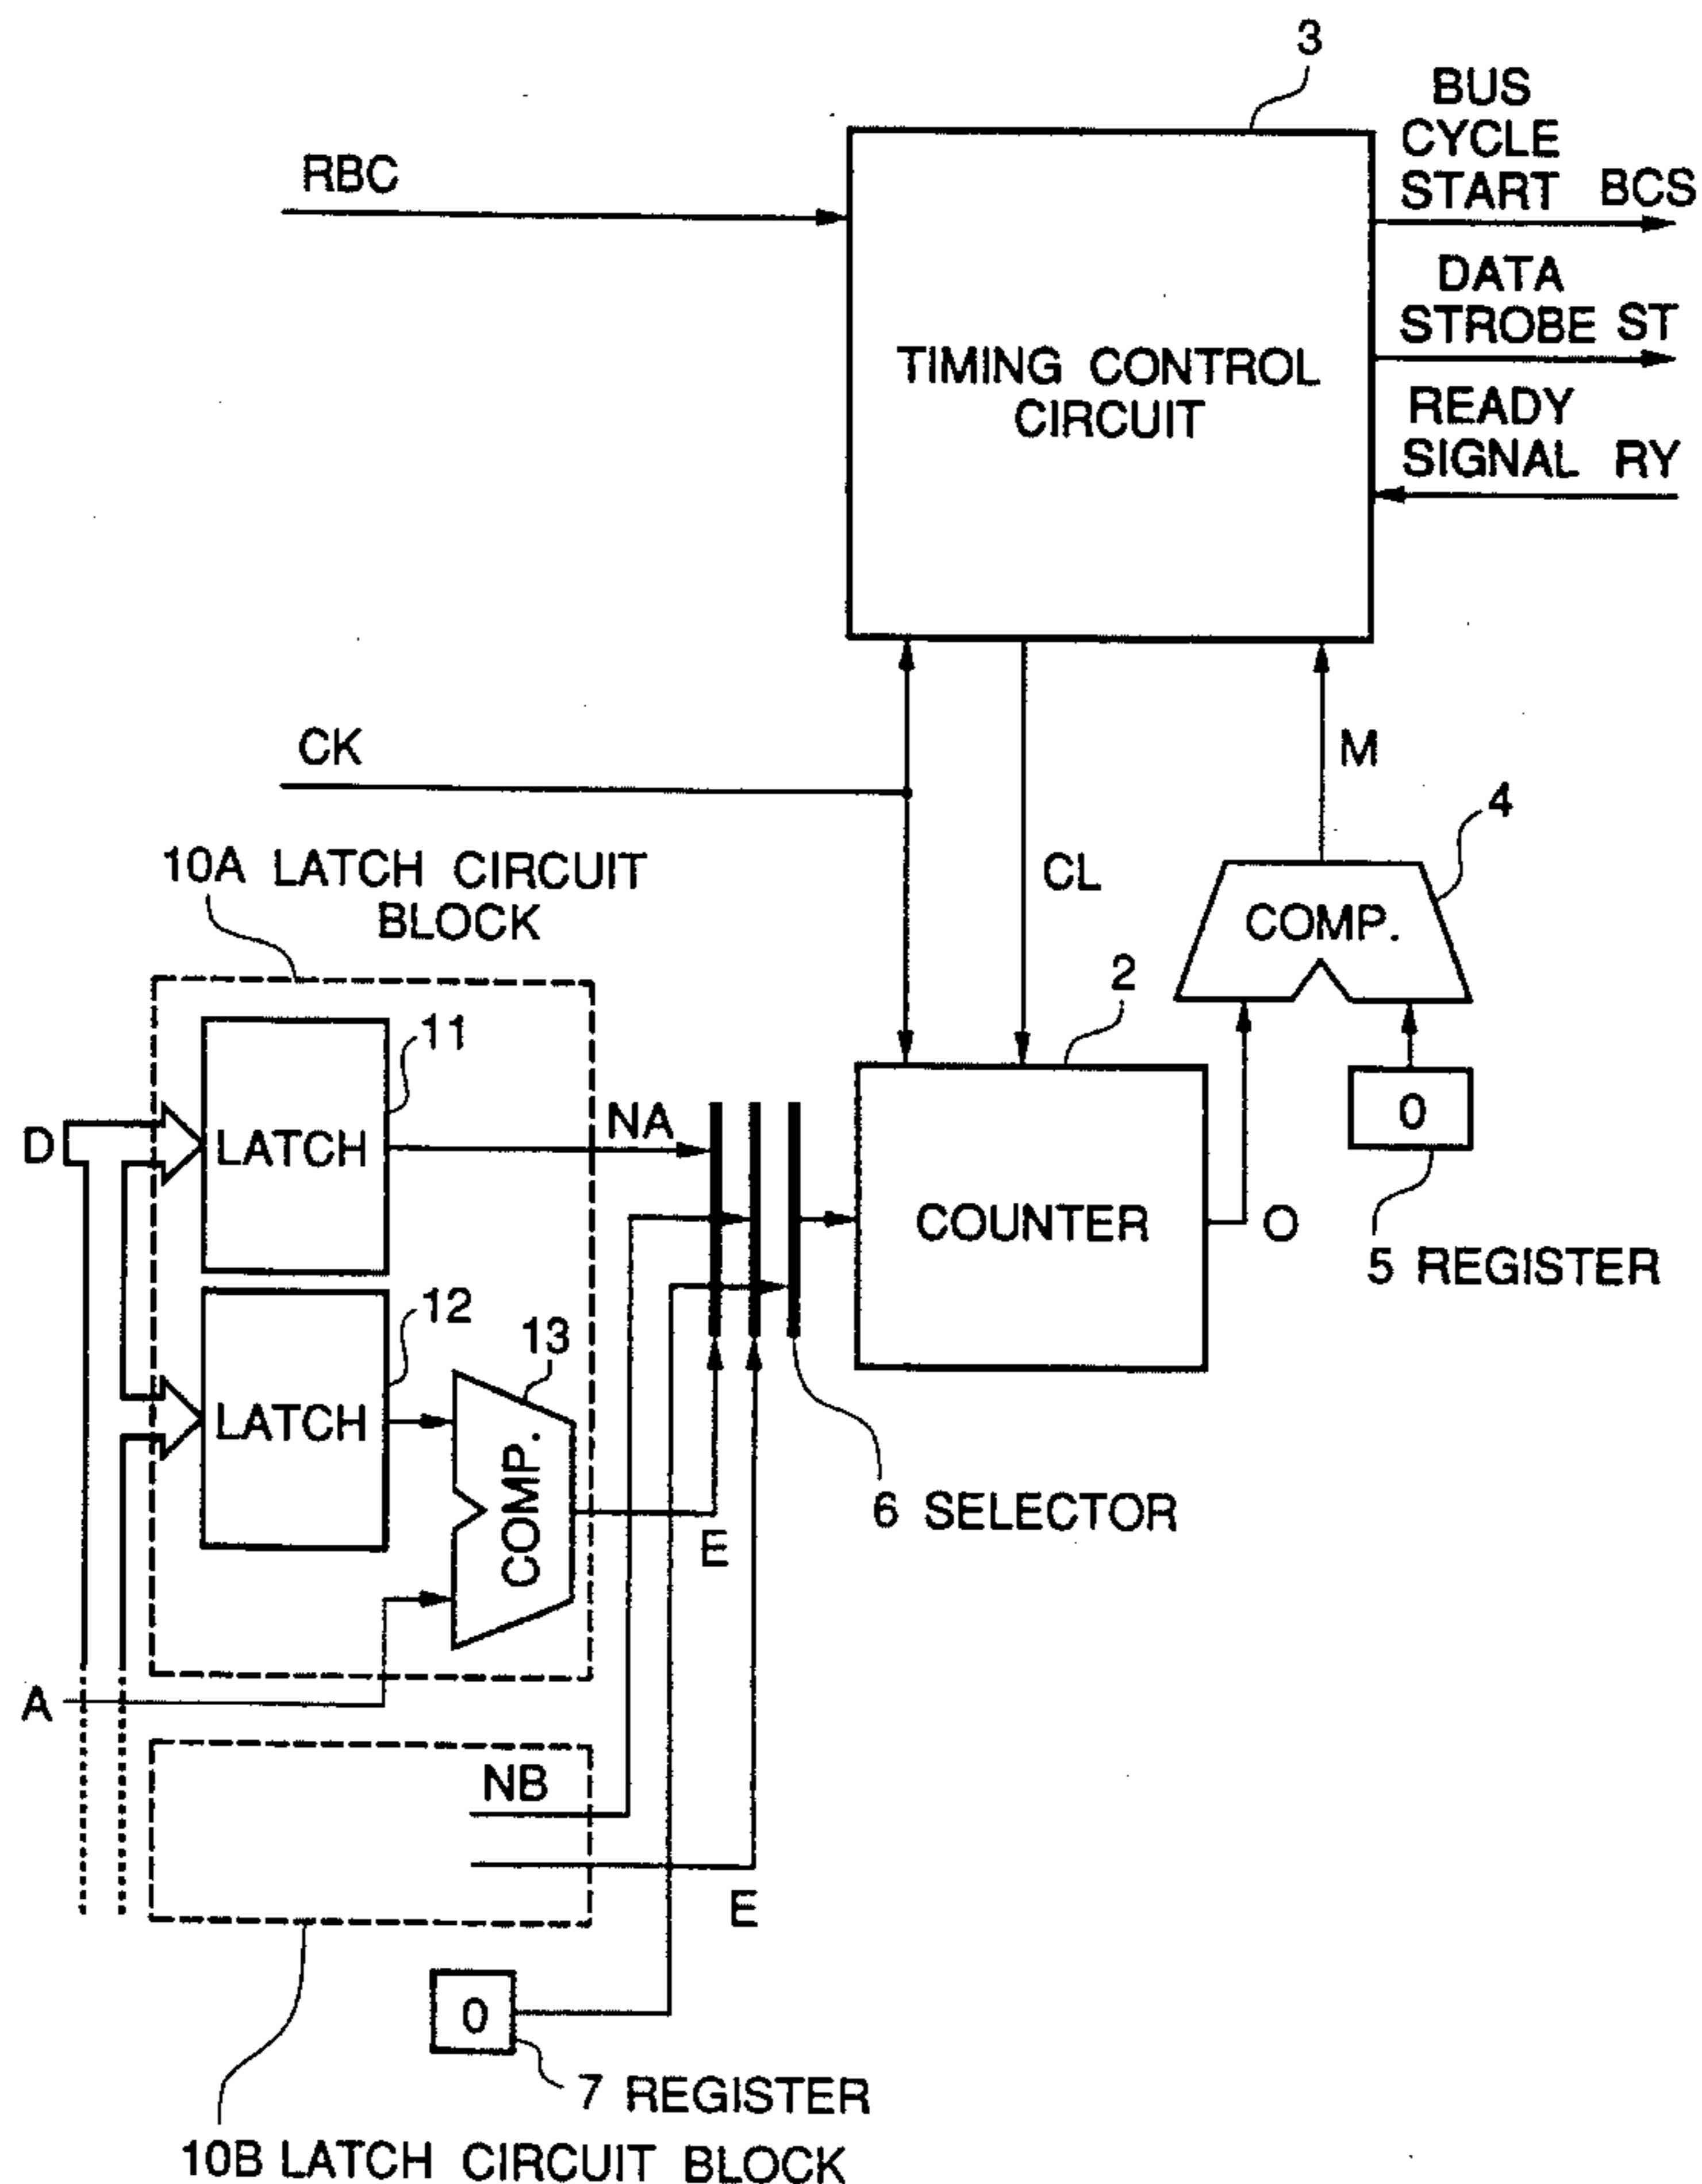 3
BUS
CYCLE
START BCS
RBC
DATA
STROBE ST
TIMING CONTROL
CIRCUIT
READY
SIGNAL RY
CK
M
4
10A LATCH CIRCUIT
BLOCK
CL
COMP.
2
11
D
LATCH
NA
0
COUNTER
O
5 REGISTER
12
13
LATCH
COMP.
6 SELECTOR
E
A
NB
E
0
7 REGISTER
10B LATCH CIRCUIT BLOCK